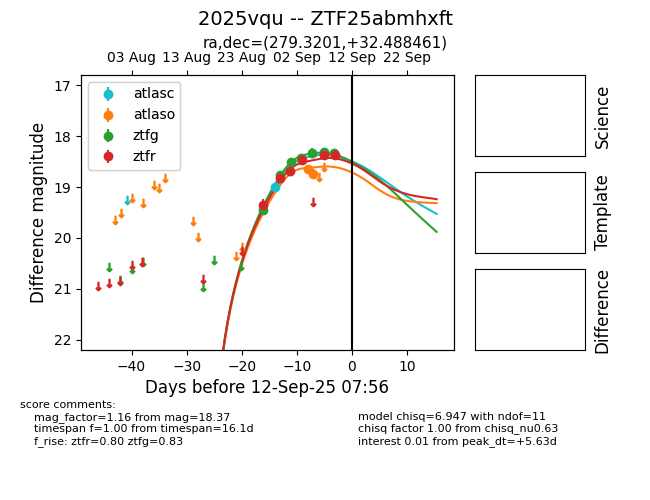 2025vqu -- ZTF25abmhxft
ra,dec=(279.3201,+32.488461)
03 Aug 13 Aug 23 Aug 02 Sep 12 Sep 22 Sep
17
18
19
20
21
22
Difference magnitude
atlasc
atlaso
ztfg
ztfr
−40 −30 −20 −10 0 10
Days before 12-Sep-25 07:56
Science
Template
Difference
score comments:
mag_factor=1.16 from mag=18.37
timespan f=1.00 from timespan=16.1d
f_rise: ztfr=0.80 ztfg=0.83
model chisq=6.947 with ndof=11
chisq factor 1.00 from chisq_nu0.63
interest 0.01 from peak_dt=+5.63d